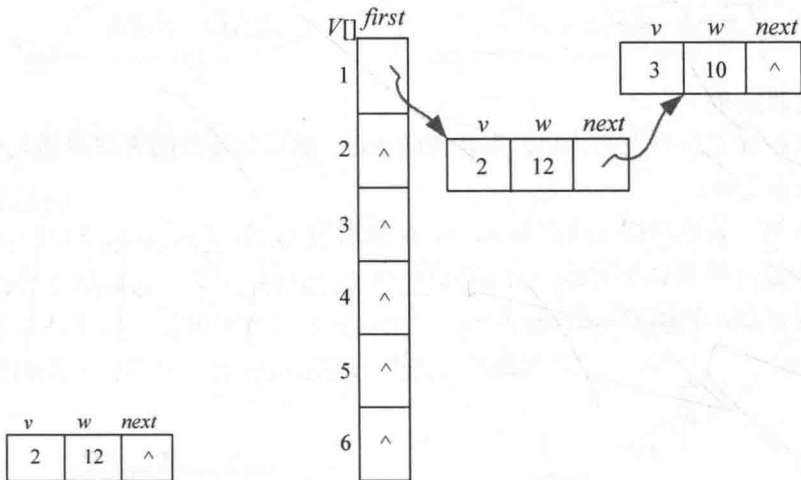 V[] first
v w next
3 10 ^
1
v w next
2 12
2 ^
3 ^
4 ^
5 ^
6 ^
v w next
2 12 ^